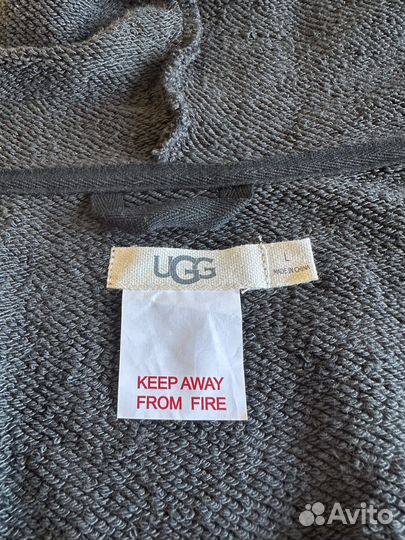 UGG
L
MADE IN CHINA
KEEP AWAY
FROM FIRE
Avito